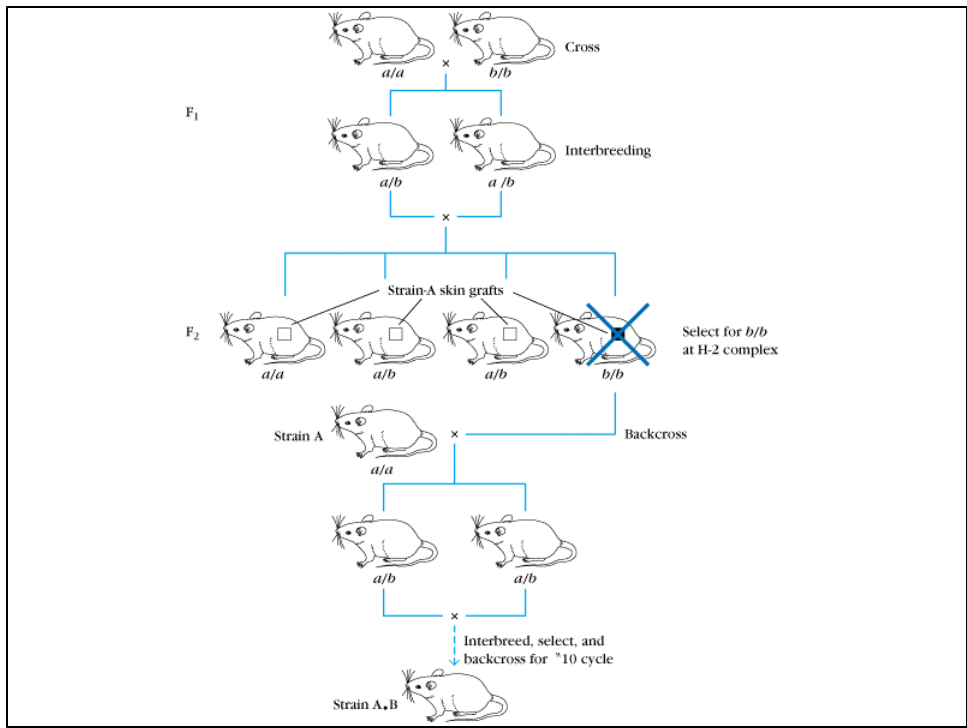 Cross
a/a
×
b/b
F₁
Interbreeding
a/b
a /b
×
Strain-A skin grafts
F₂
Select for b/b
at H-2 complex
a/a
a/b
a/b
b/b
Strain A
×
Backcross
a/a
a/b
a/b
×
Interbreed, select, and
backcross for ‶10 cycle
Strain A•B